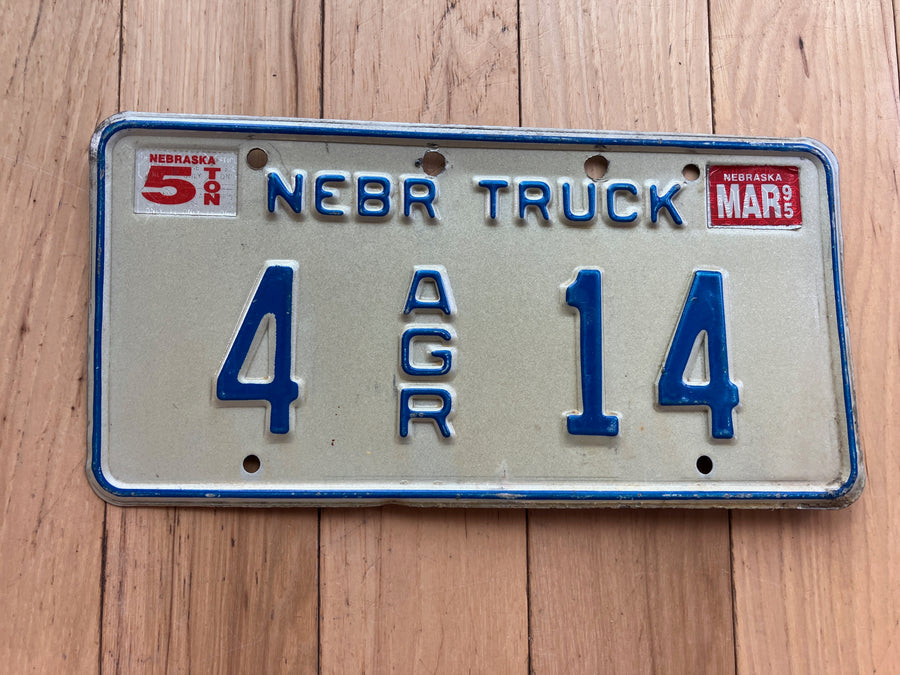 NEBRASKA
5 TON
NEBR TRUCK
NEBRASKA
MAR 95
4 AGR 14